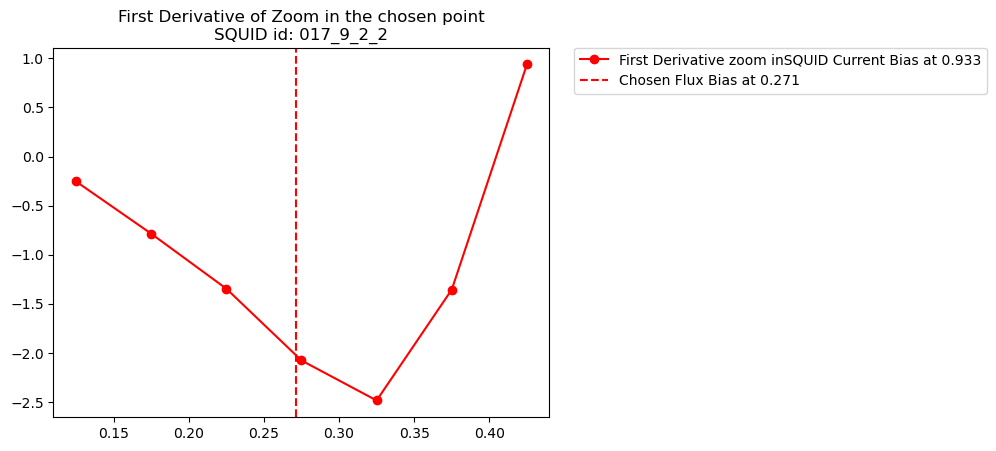 First Derivative of Zoom in the chosen point
SQUID id: 017_9_2_2
First Derivative zoom inSQUID Current Bias at 0.933
Chosen Flux Bias at 0.271
1.0
0.5
0.0
−0.5
−1.0
−1.5
−2.0
−2.5
0.15 0.20 0.25 0.30 0.35 0.40